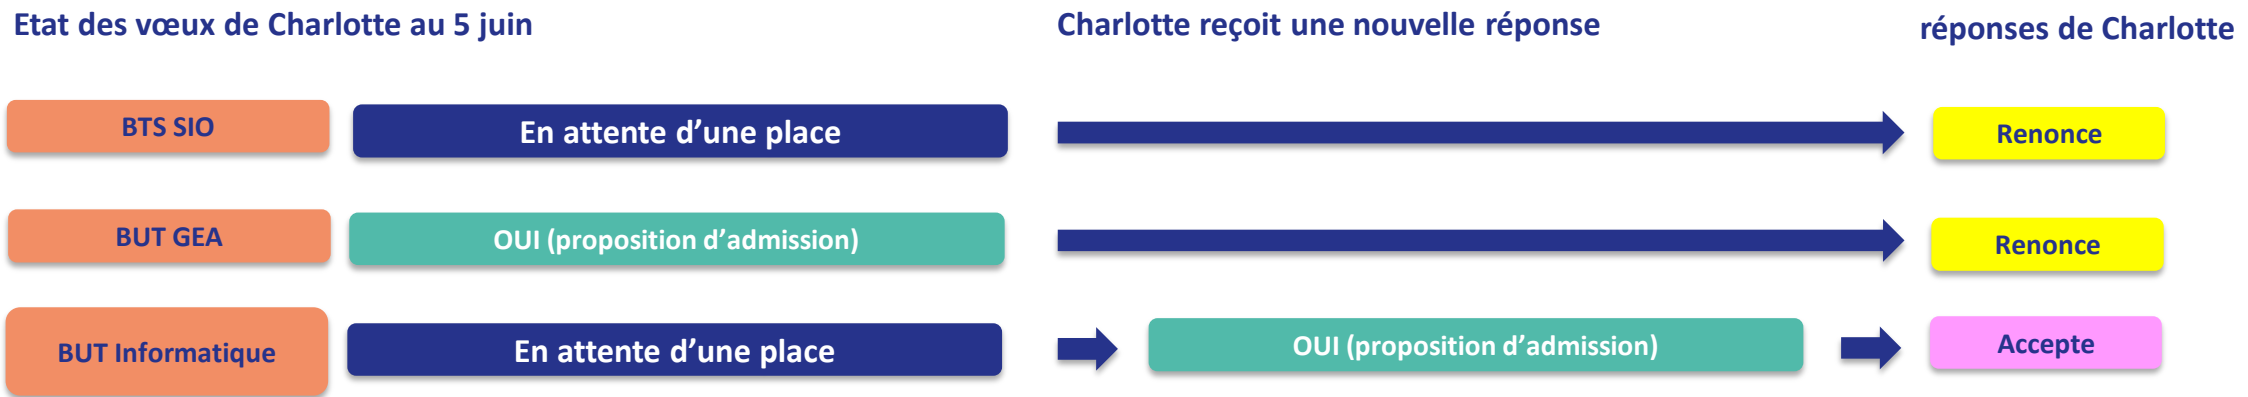 Etat des vœux de Charlotte au 5 juin
Charlotte reçoit une nouvelle réponse
réponses de Charlotte
BTS SIO
En attente d’une place
Renonce
BUT GEA
OUI (proposition d’admission)
Renonce
BUT Informatique
En attente d’une place
OUI (proposition d’admission)
Accepte